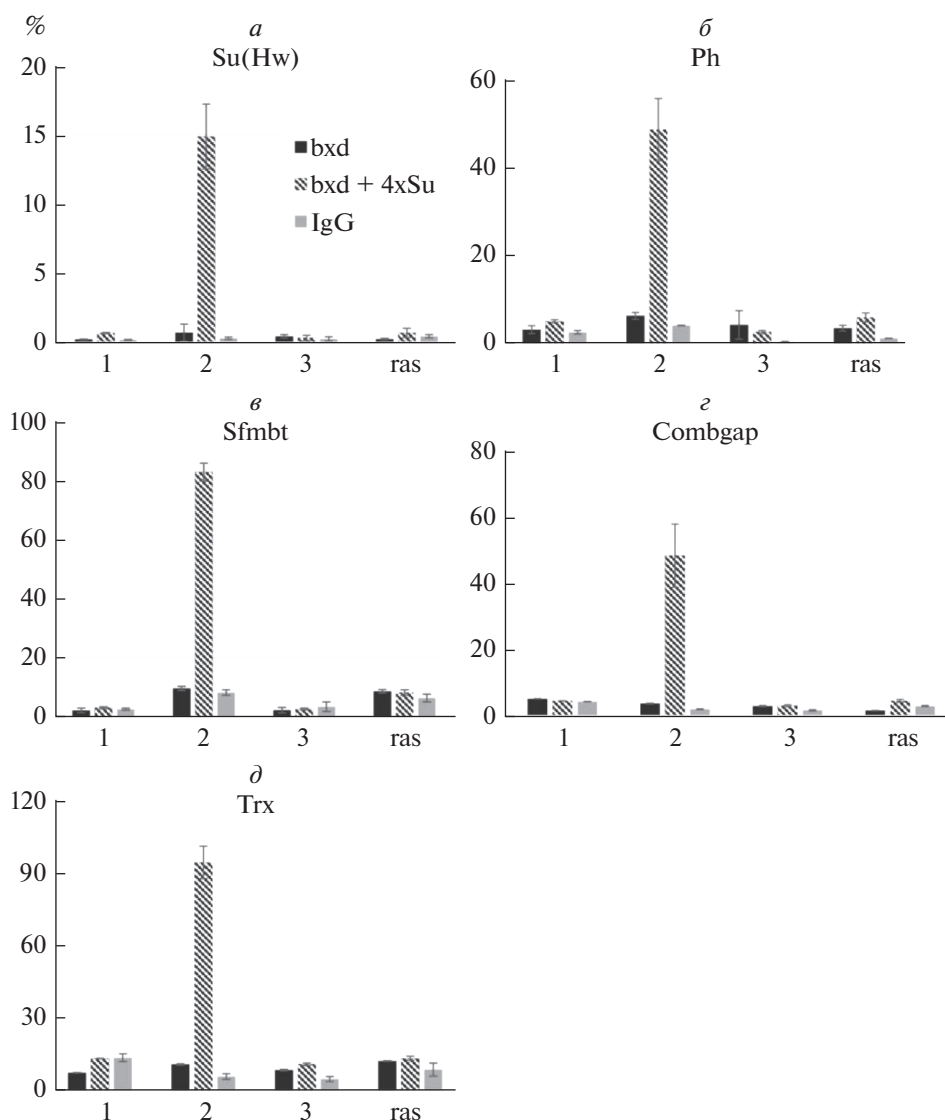 %
а
Su(Hw)
20
15
10
5
0
bxd
bxd + 4xSu
IgG
1 2 3 ras
б
Ph
60
40
20
0
1 2 3 ras
в
Sfmbt
100
80
60
40
20
0
1 2 3 ras
г
Combgap
80
60
40
20
0
1 2 3 ras
д
Trx
120
90
60
30
0
1 2 3 ras